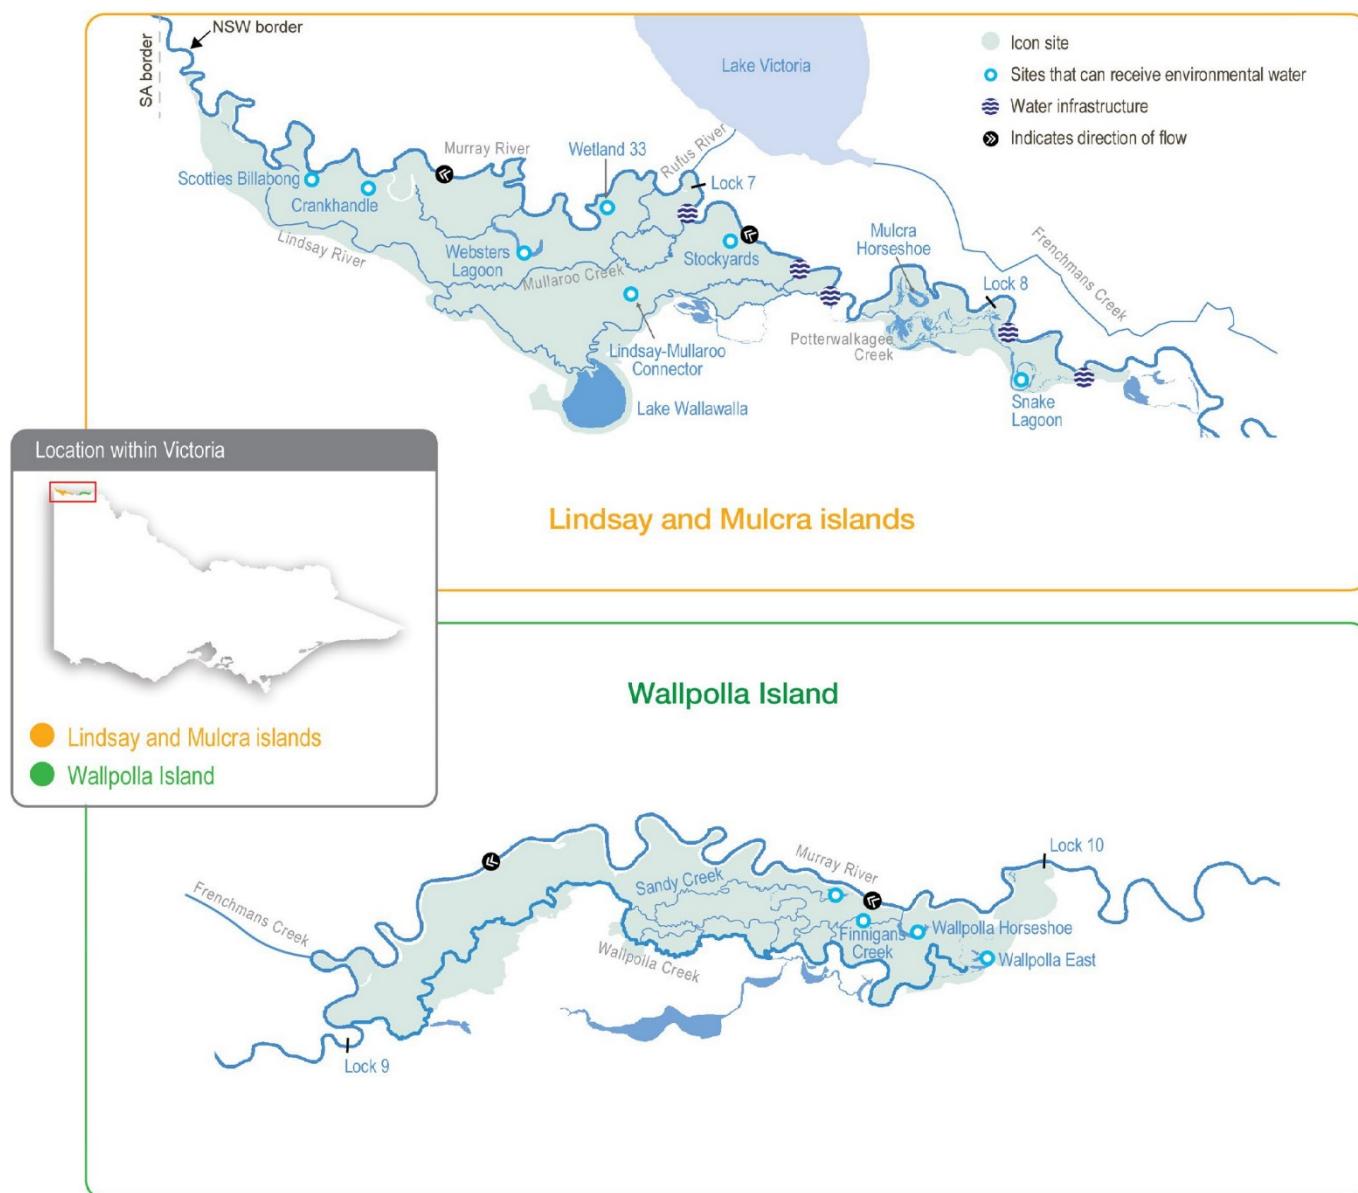 NSW border
SA border
Lake Victoria
Icon site
Sites that can receive environmental water
Water infrastructure
Indicates direction of flow
Murray River
Wetland 33
Rufus River
Lock 7
Scotties Billabong
Crankhandle
Lindsay River
Websters
Lagoon
Mullaroo Creek
Stockyards
Mulcra
Horseshoe
Lock 8
Frenchmans Creek
Potterwalkagee
Creek
Lindsay-Mullaroo
Connector
Lake Wallawalla
Snake
Lagoon
Location within Victoria
Lindsay and Mulcra islands
Wallpolla Island
Lindsay and Mulcra islands
Wallpolla Island
Lock 10
Murray River
Sandy Creek
Frenchmans Creek
Wallpolla Creek
Finnigans
Creek
Wallpolla Horseshoe
Wallpolla East
Lock 9